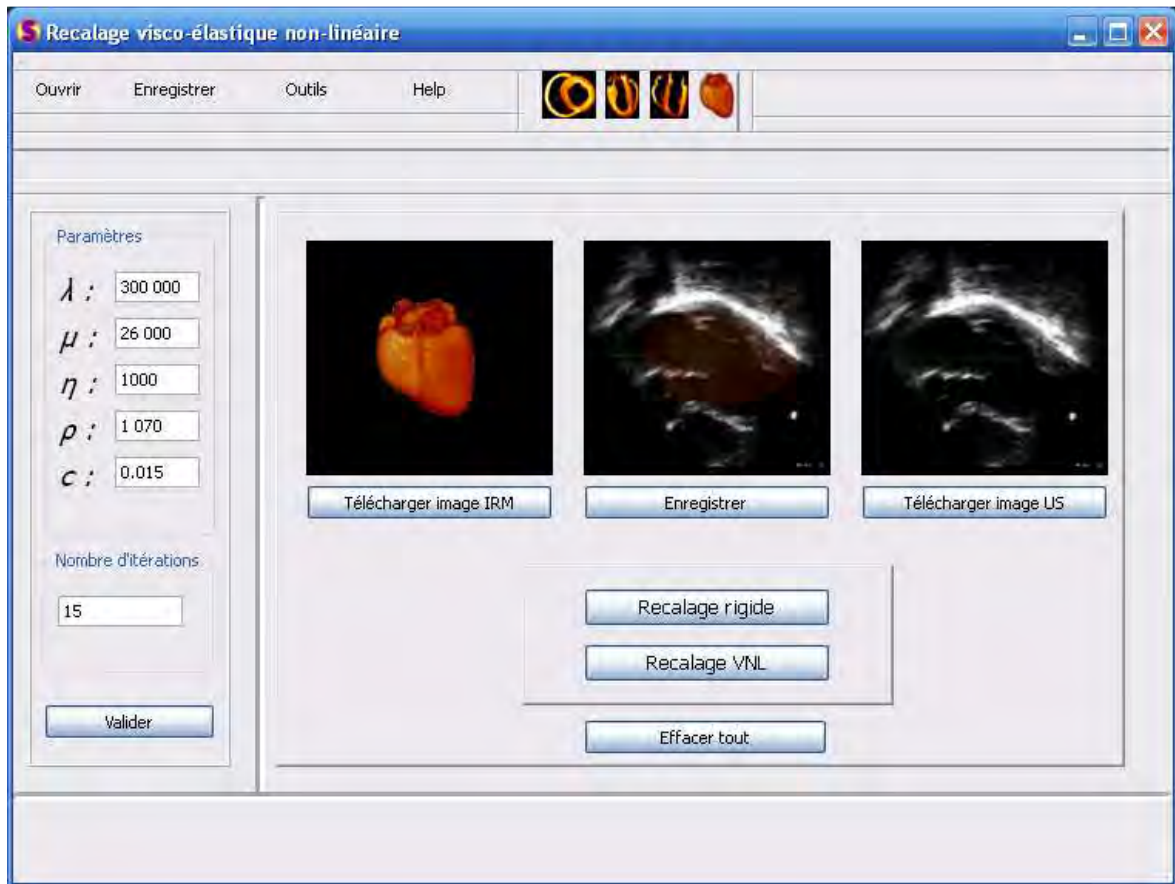 Recalage visco-élastique non-linéaire
Ouvrir Enregistrer Outils Help
Paramètres
λ : 300 000
μ : 26 000
η : 1000
ρ : 1 070
c : 0.015
Nombre d'itérations
15
Valider
Télécharger image IRM Enregistrer Télécharger image US
Recalage rigide
Recalage VNL
Effacer tout